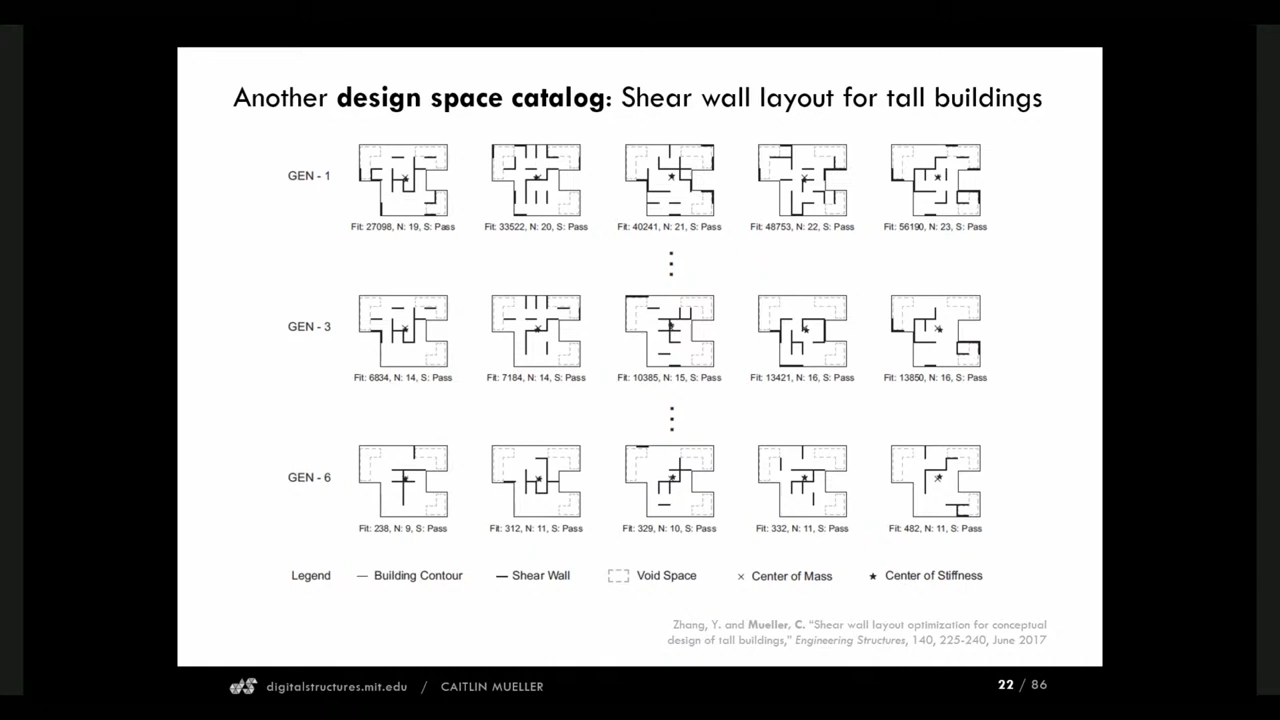 Another design space catalog: Shear wall layout for tall buildings
GEN - 1
Fit: 27098, N: 19, S: Pass
Fit: 33522, N: 20, S: Pass
Fit: 40241, N: 21, S: Pass
Fit: 48753, N: 22, S: Pass
Fit: 56190, N: 23, S: Pass
GEN - 3
Fit: 6834, N: 14, S: Pass
Fit: 7184, N: 14, S: Pass
Fit: 10385, N: 15, S: Pass
Fit: 13421, N: 16, S: Pass
Fit: 13850, N: 16, S: Pass
GEN - 6
Fit: 238, N: 9, S: Pass
Fit: 312, N: 11, S: Pass
Fit: 329, N: 10, S: Pass
Fit: 332, N: 11, S: Pass
Fit: 482, N: 11, S: Pass
Legend
Building Contour
Shear Wall
Void Space
Center of Mass
Center of Stiffness
Zhang, Y. and Mueller, C. "Shear wall layout optimization for conceptual
design of tall buildings," Engineering Structures, 140, 225-240, June 2017
digitalstructures.mit.edu / CAITLIN MUELLER
22 / 86